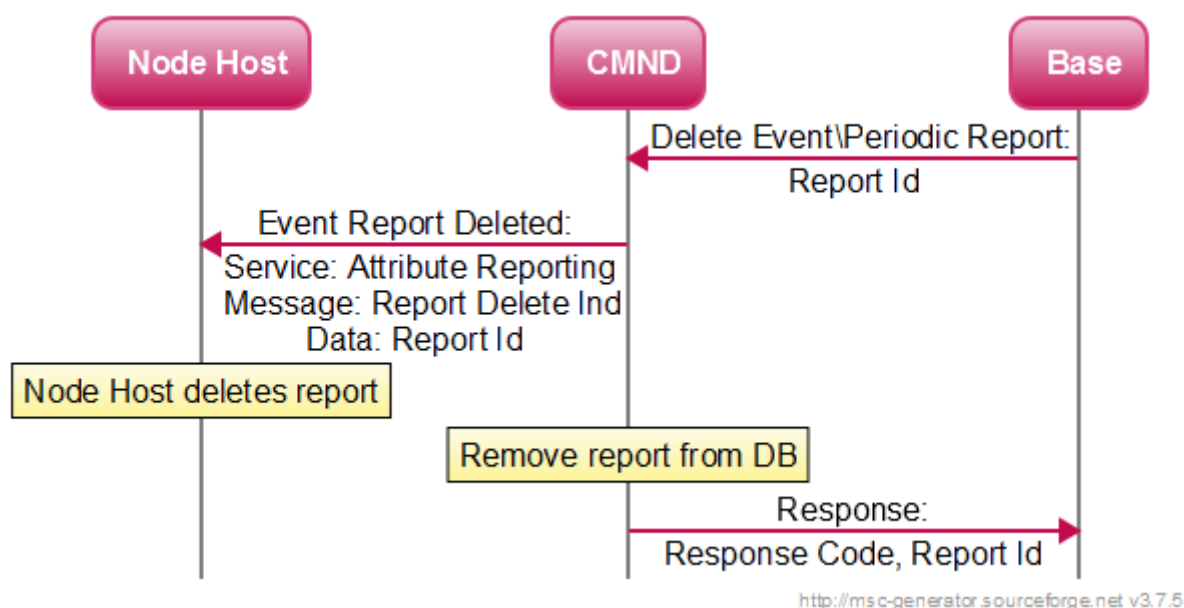 Node Host
CMND
Base
Delete Event\Periodic Report:
Report Id
Event Report Deleted:
Service: Attribute Reporting
Message: Report Delete Ind
Data: Report Id
Node Host deletes report
Remove report from DB
Response:
Response Code, Report Id
http://msc-generator.sourceforge.net v3.7.5